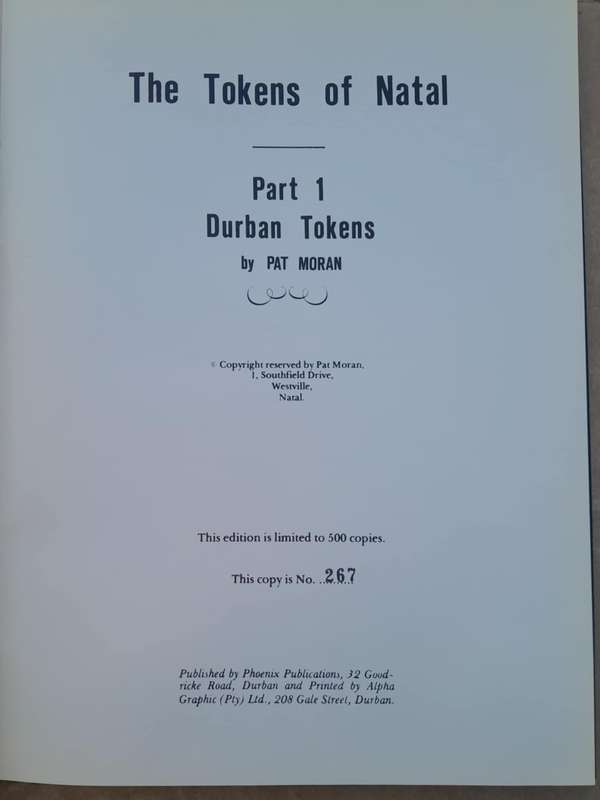 The Tokens of Natal
Part 1
Durban Tokens
by PAT MORAN
© Copyright reserved by Pat Moran,
1, Southfield Drive,
Westville,
Natal.
This edition is limited to 500 copies.
This copy is No. ..267..
Published by Phoenix Publications, 32 Good-
ricke Road, Durban and Printed by Alpha
Graphic (Pty) Ltd., 208 Gale Street, Durban.